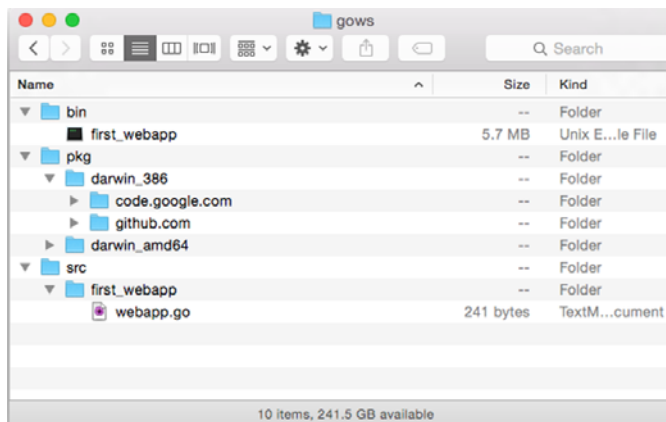 gows
Search
Name Size Kind
bin -- Folder
first_webapp 5.7 MB Unix E...le File
pkg -- Folder
darwin_386 -- Folder
code.google.com -- Folder
github.com -- Folder
darwin_amd64 -- Folder
src -- Folder
first_webapp -- Folder
webapp.go 241 bytes TextM...cument
10 items, 241.5 GB available